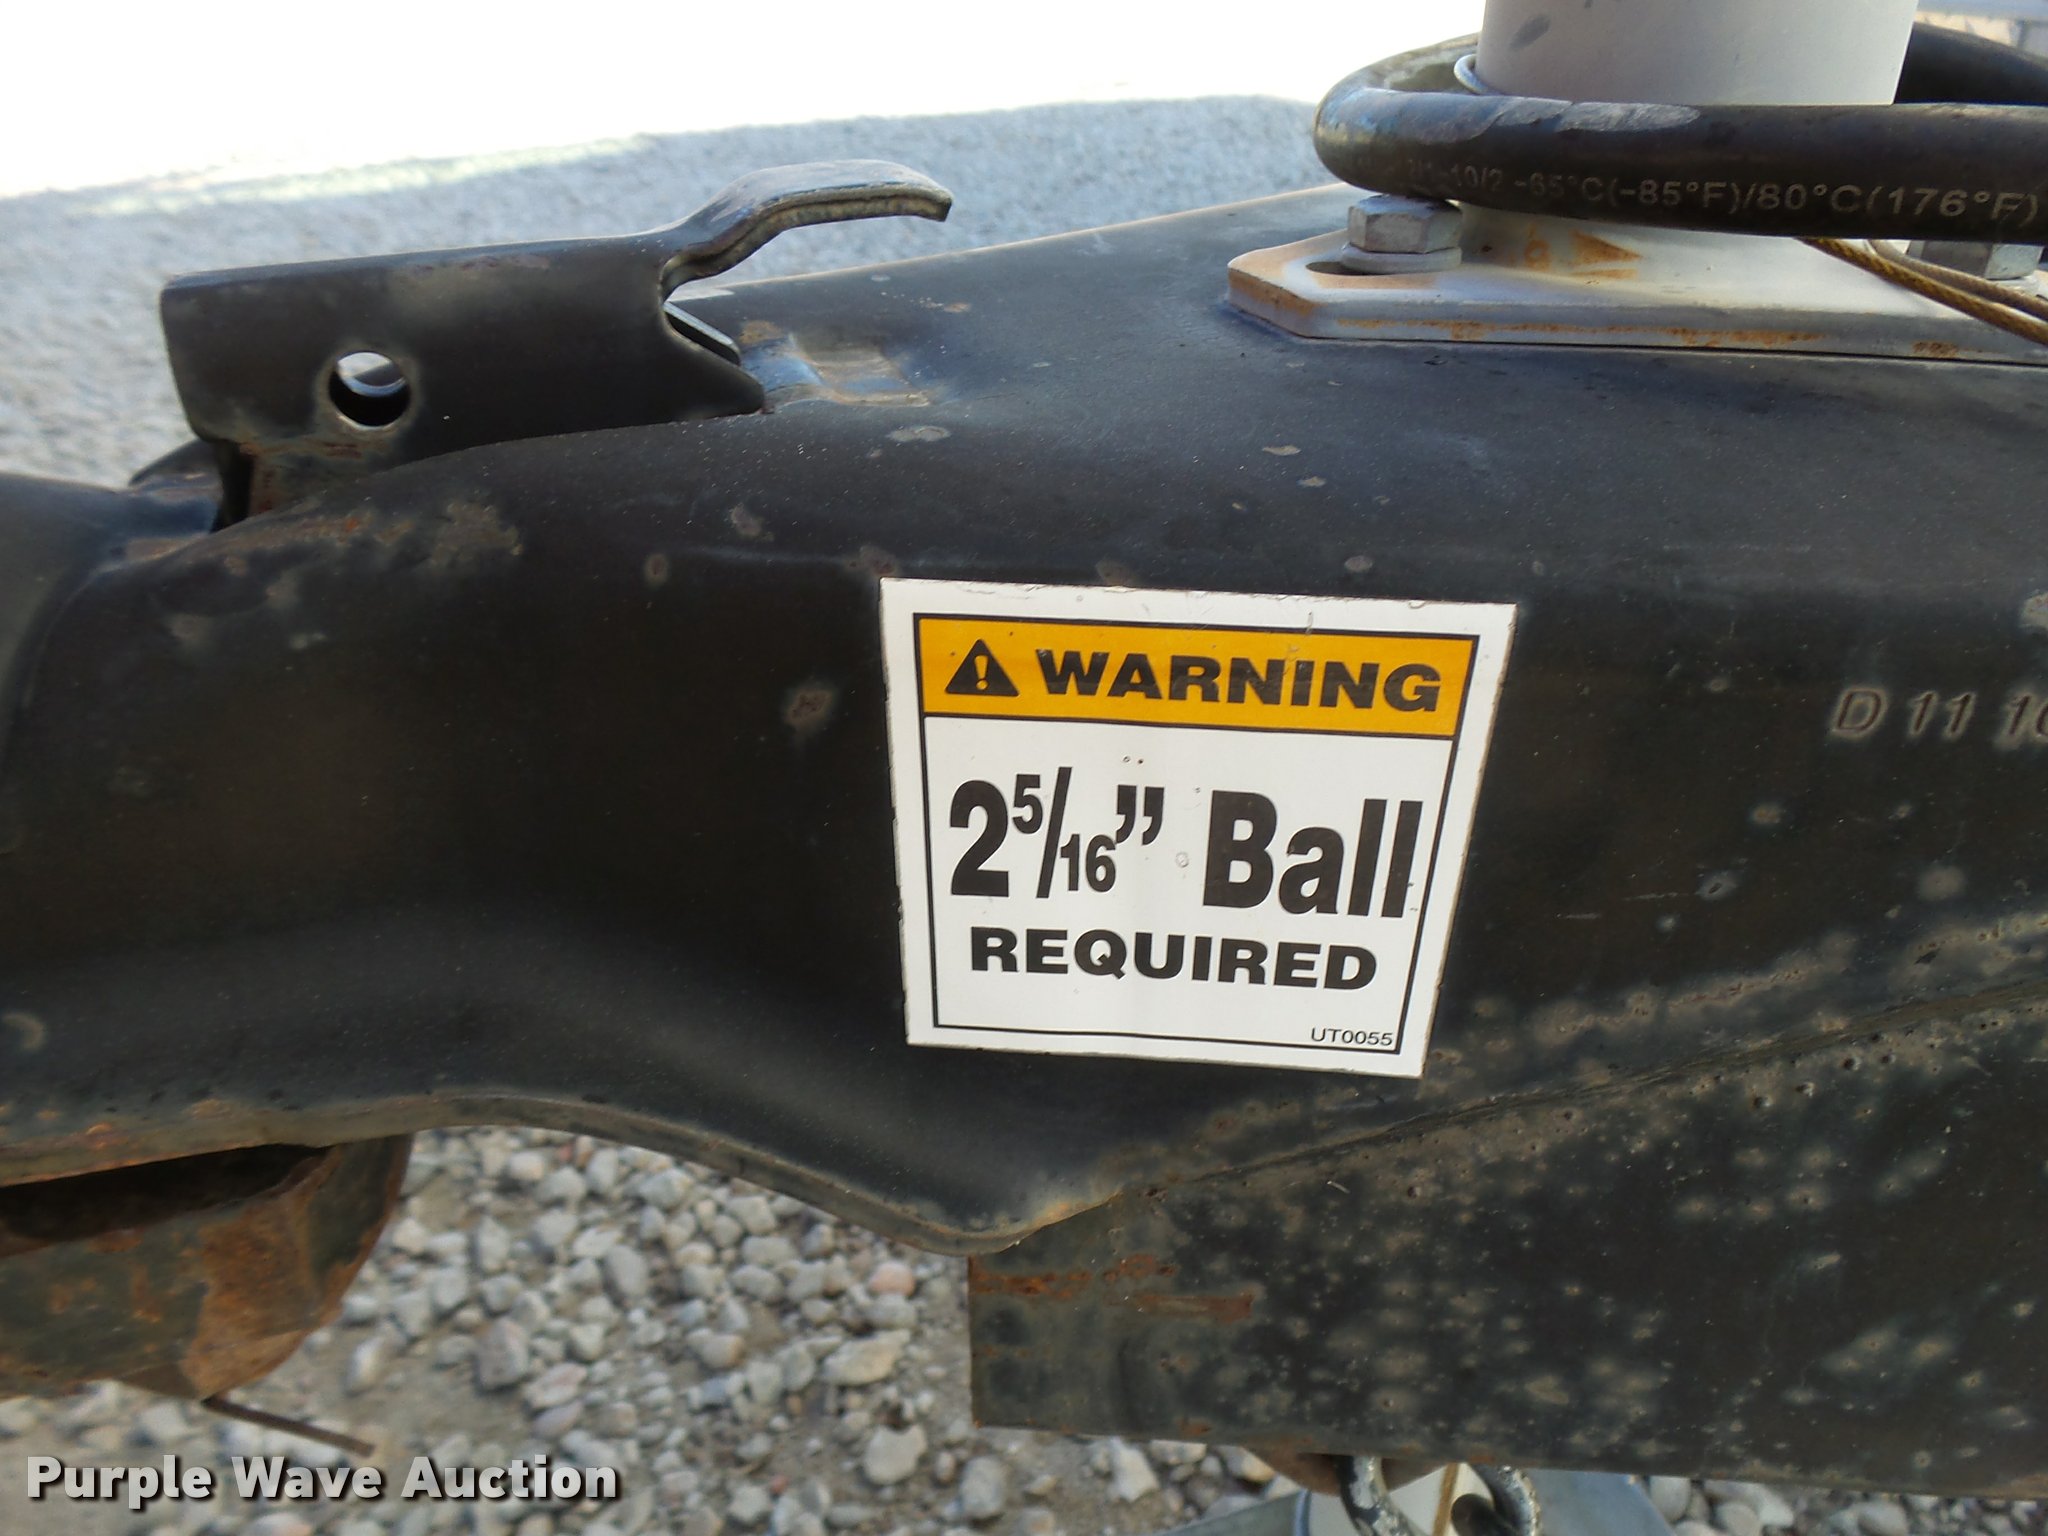 -65°C(-85°F)/80°C(176°F)
WARNING
D 11
2 5/16” Ball
REQUIRED
UT0055
Purple Wave Auction